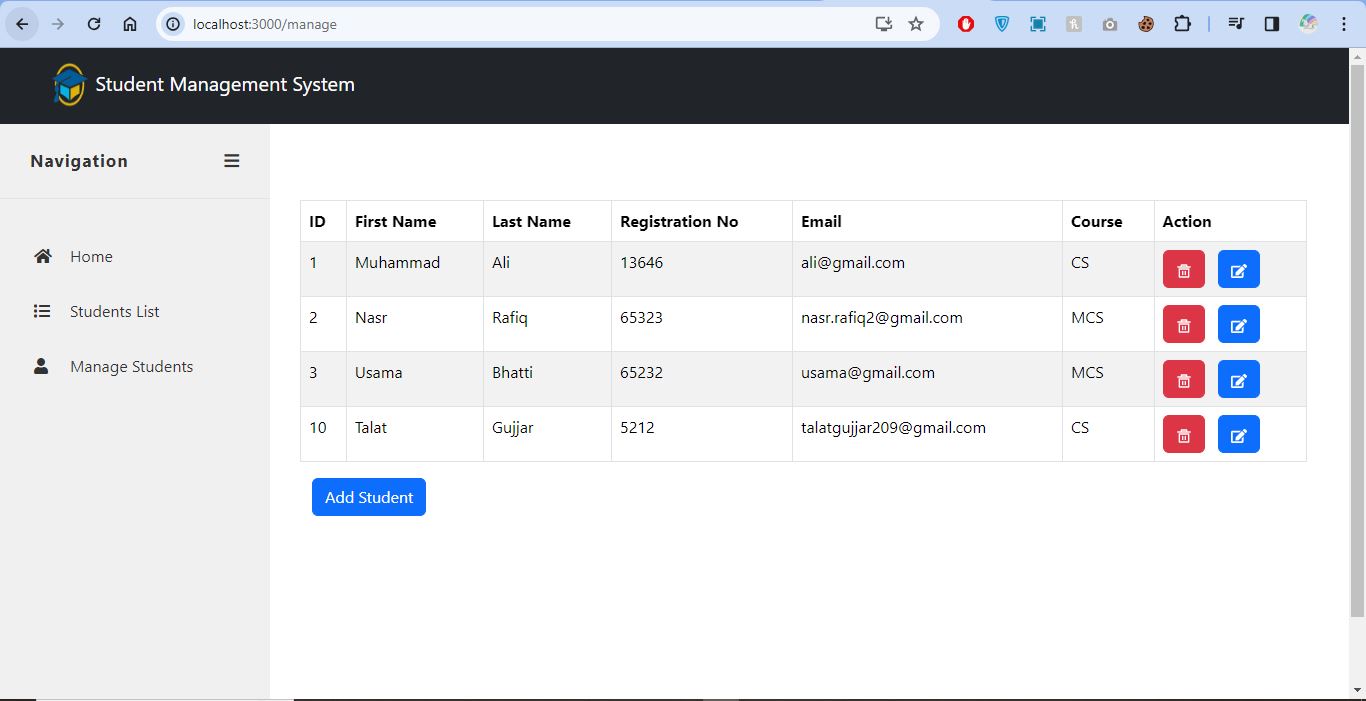 localhost:3000/manage
Student Management System
Navigation
Home
Students List
Manage Students
ID First Name Last Name Registration No Email Course Action
1 Muhammad Ali 13646 ali@gmail.com CS
2 Nasr Rafiq 65323 nasr.rafiq2@gmail.com MCS
3 Usama Bhatti 65232 usama@gmail.com MCS
10 Talat Gujjar 5212 talatgujjar209@gmail.com CS
Add Student